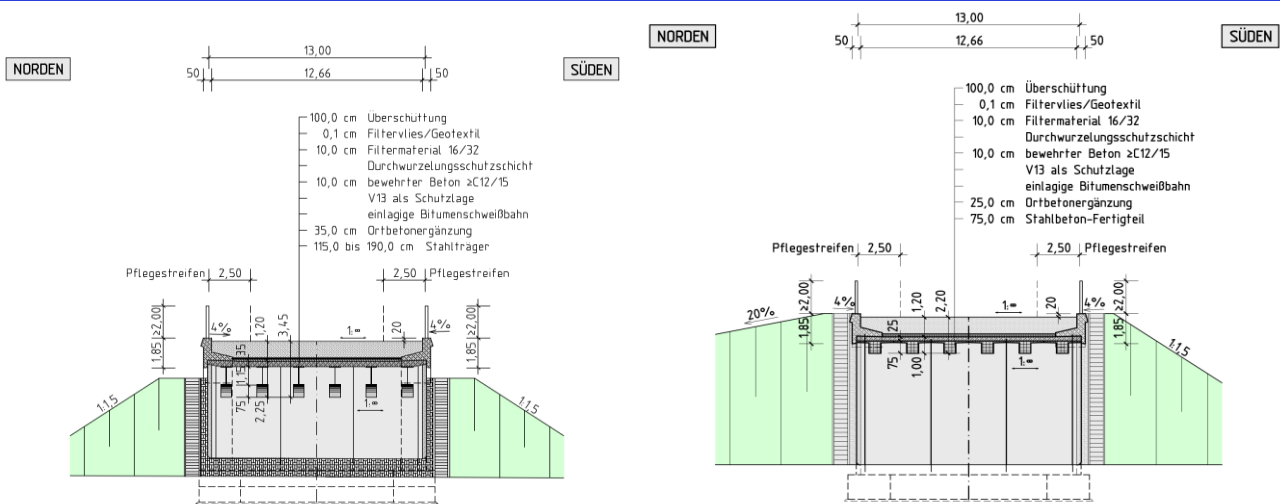 NORDEN
SÜDEN
13,00
50 12,66 50
100,0 cm Überschüttung
0,1 cm Filtervlies/Geotextil
10,0 cm Filtermaterial 16/32
Durchwurzelungsschutzschicht
10,0 cm bewehrter Beton ≥C12/15
V13 als Schutzlage
einlagige Bitumenschweißbahn
35,0 cm Ortbetonergänzung
115,0 bis 190,0 cm Stahlträger
Pflegestreifen 2,50 2,50 Pflegestreifen
≥2,00
1,85
4%
1,20
3,45
1:∞
20
4%
≥2,00
1,85
35
1,15
75
2,25
1:∞
1:1,5
1:1,5
NORDEN
SÜDEN
13,00
50 12,66 50
100,0 cm Überschüttung
0,1 cm Filtervlies/Geotextil
10,0 cm Filtermaterial 16/32
Durchwurzelungsschutzschicht
10,0 cm bewehrter Beton ≥C12/15
V13 als Schutzlage
einlagige Bitumenschweißbahn
25,0 cm Ortbetonergänzung
75,0 cm Stahlbeton-Fertigteil
Pflegestreifen 2,50 2,50 Pflegestreifen
20%
≥2,00
1,85
4%
1,20
2,20
1:∞
20
4%
≥2,00
1,85
25
75
1,00
1:∞
1:1,5